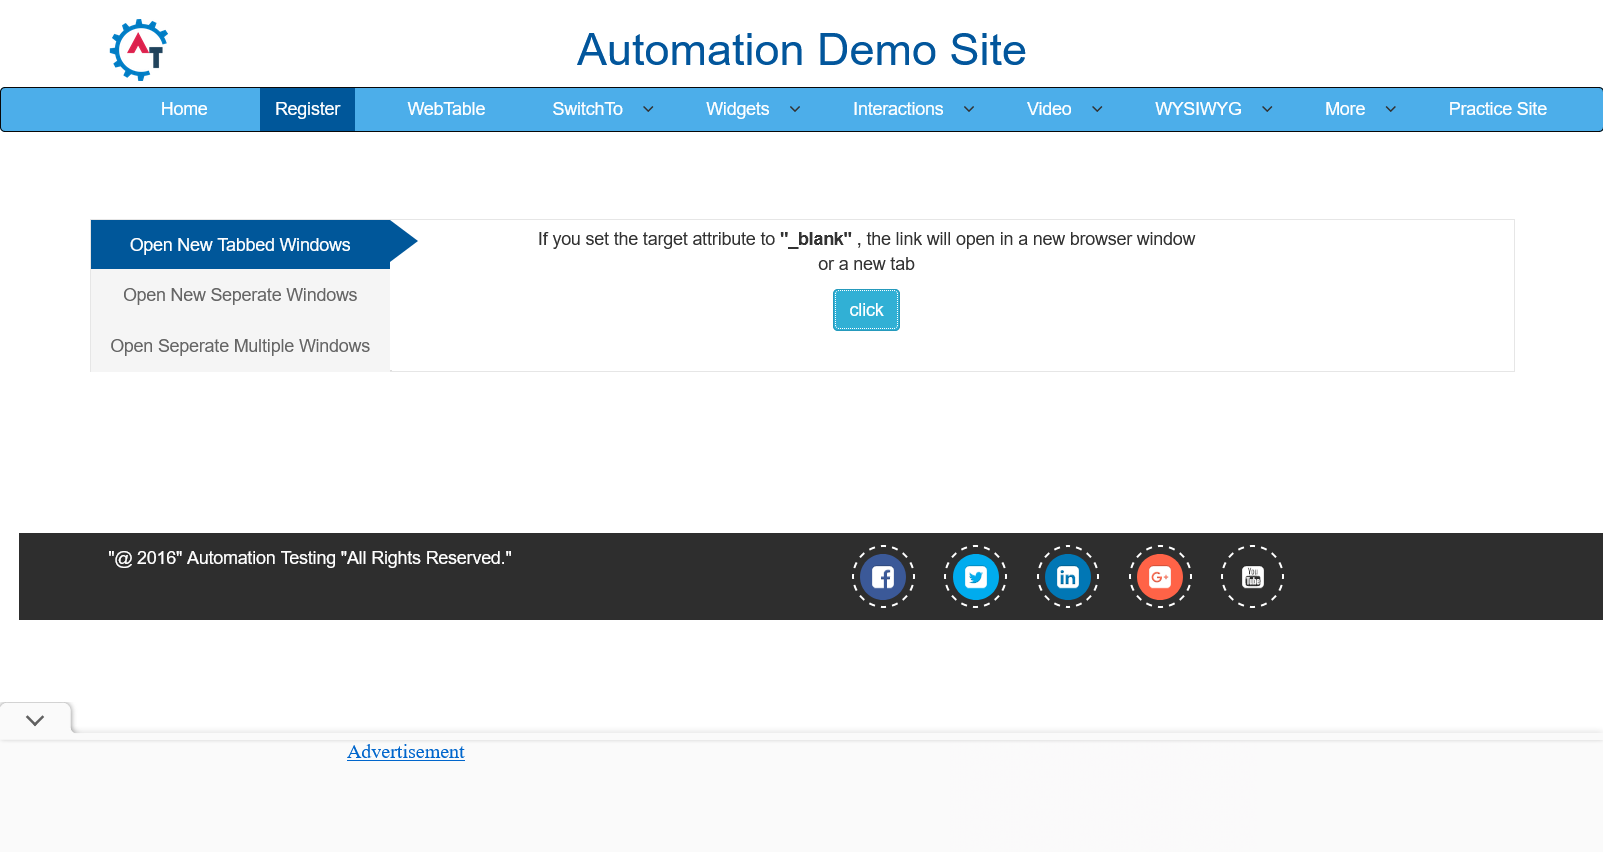 AT
Automation Demo Site
Home Register WebTable SwitchTo Widgets Interactions Video WYSIWYG More Practice Site
Open New Tabbed Windows
Open New Seperate Windows
Open Seperate Multiple Windows
If you set the target attribute to "_blank" , the link will open in a new browser window
or a new tab
click
"@ 2016" Automation Testing "All Rights Reserved."
f in G+ You Tube
Advertisement